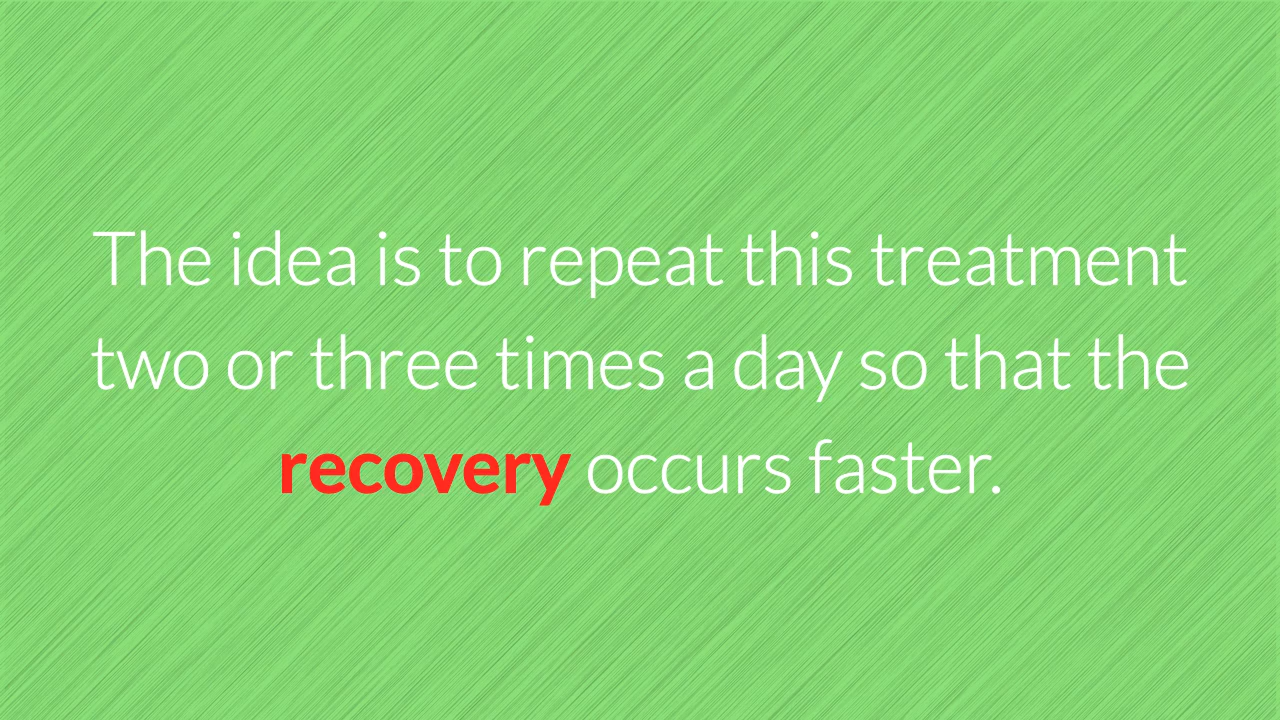 The idea is to repeat this treatment
two or three times a day so that the
recovery occurs faster.